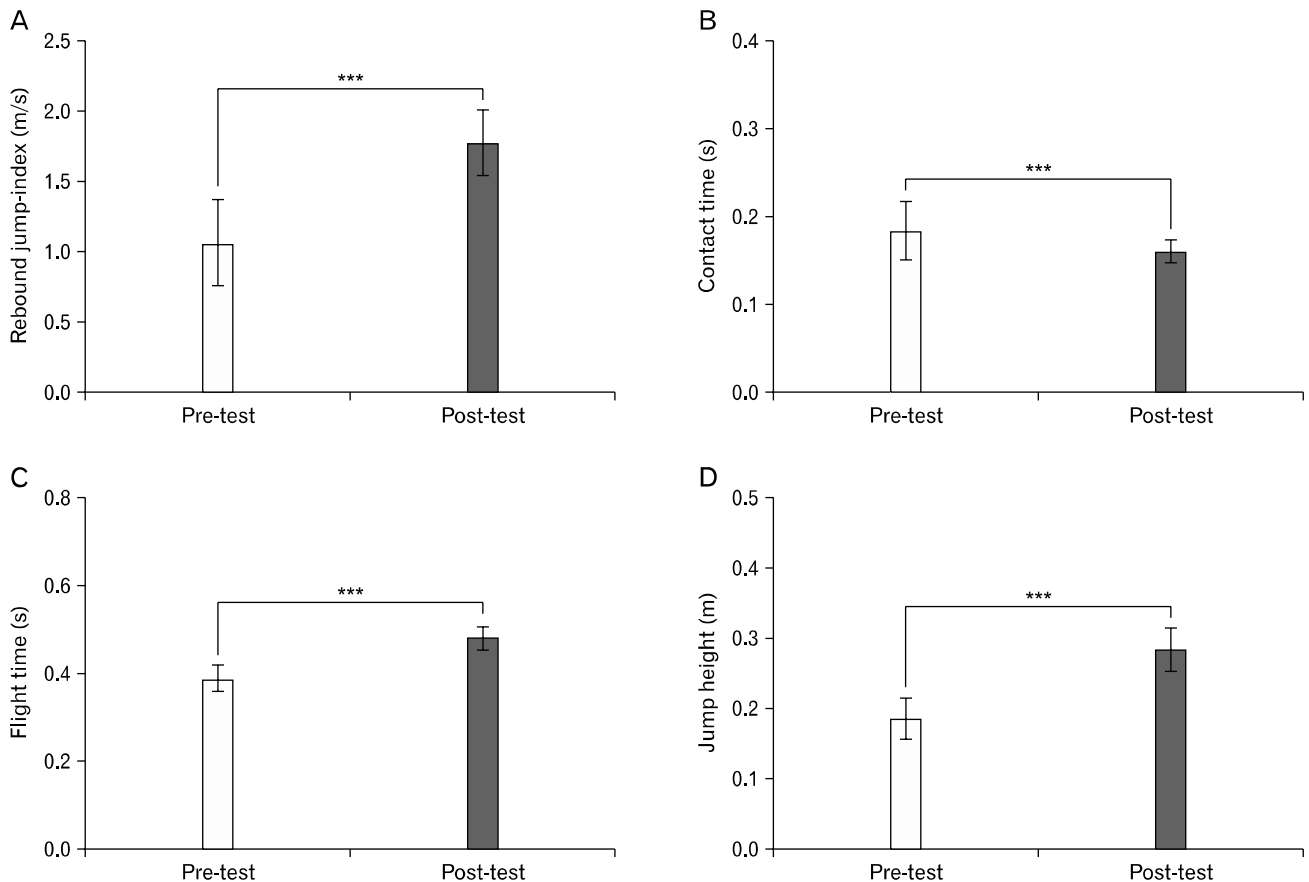 A
Rebound jump-index (m/s)
2.5
2.0
1.5
1.0
0.5
0.0
***
Pre-test
Post-test
B
Contact time (s)
0.4
0.3
0.2
0.1
0.0
***
Pre-test
Post-test
C
Flight time (s)
0.8
0.6
0.4
0.2
0.0
***
Pre-test
Post-test
D
Jump height (m)
0.5
0.4
0.3
0.2
0.1
0.0
***
Pre-test
Post-test